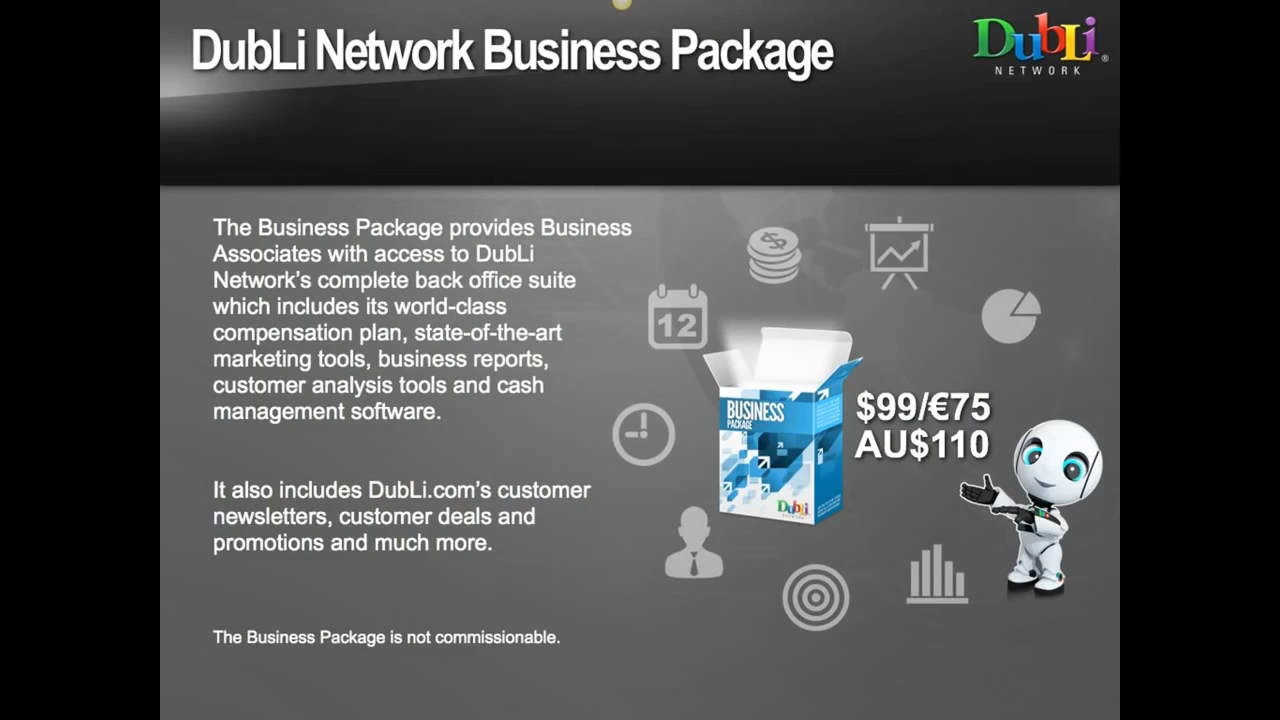 DubLi Network Business Package
DubLi®
NETWORK
The Business Package provides Business
Associates with access to DubLi
Network’s complete back office suite
which includes its world-class
compensation plan, state-of-the-art
marketing tools, business reports,
customer analysis tools and cash
management software.
12
BUSINESS
PACKAGE
DubLi
NETWORK
$99/€75
AU$110
It also includes DubLi.com’s customer
newsletters, customer deals and
promotions and much more.
The Business Package is not commissionable.